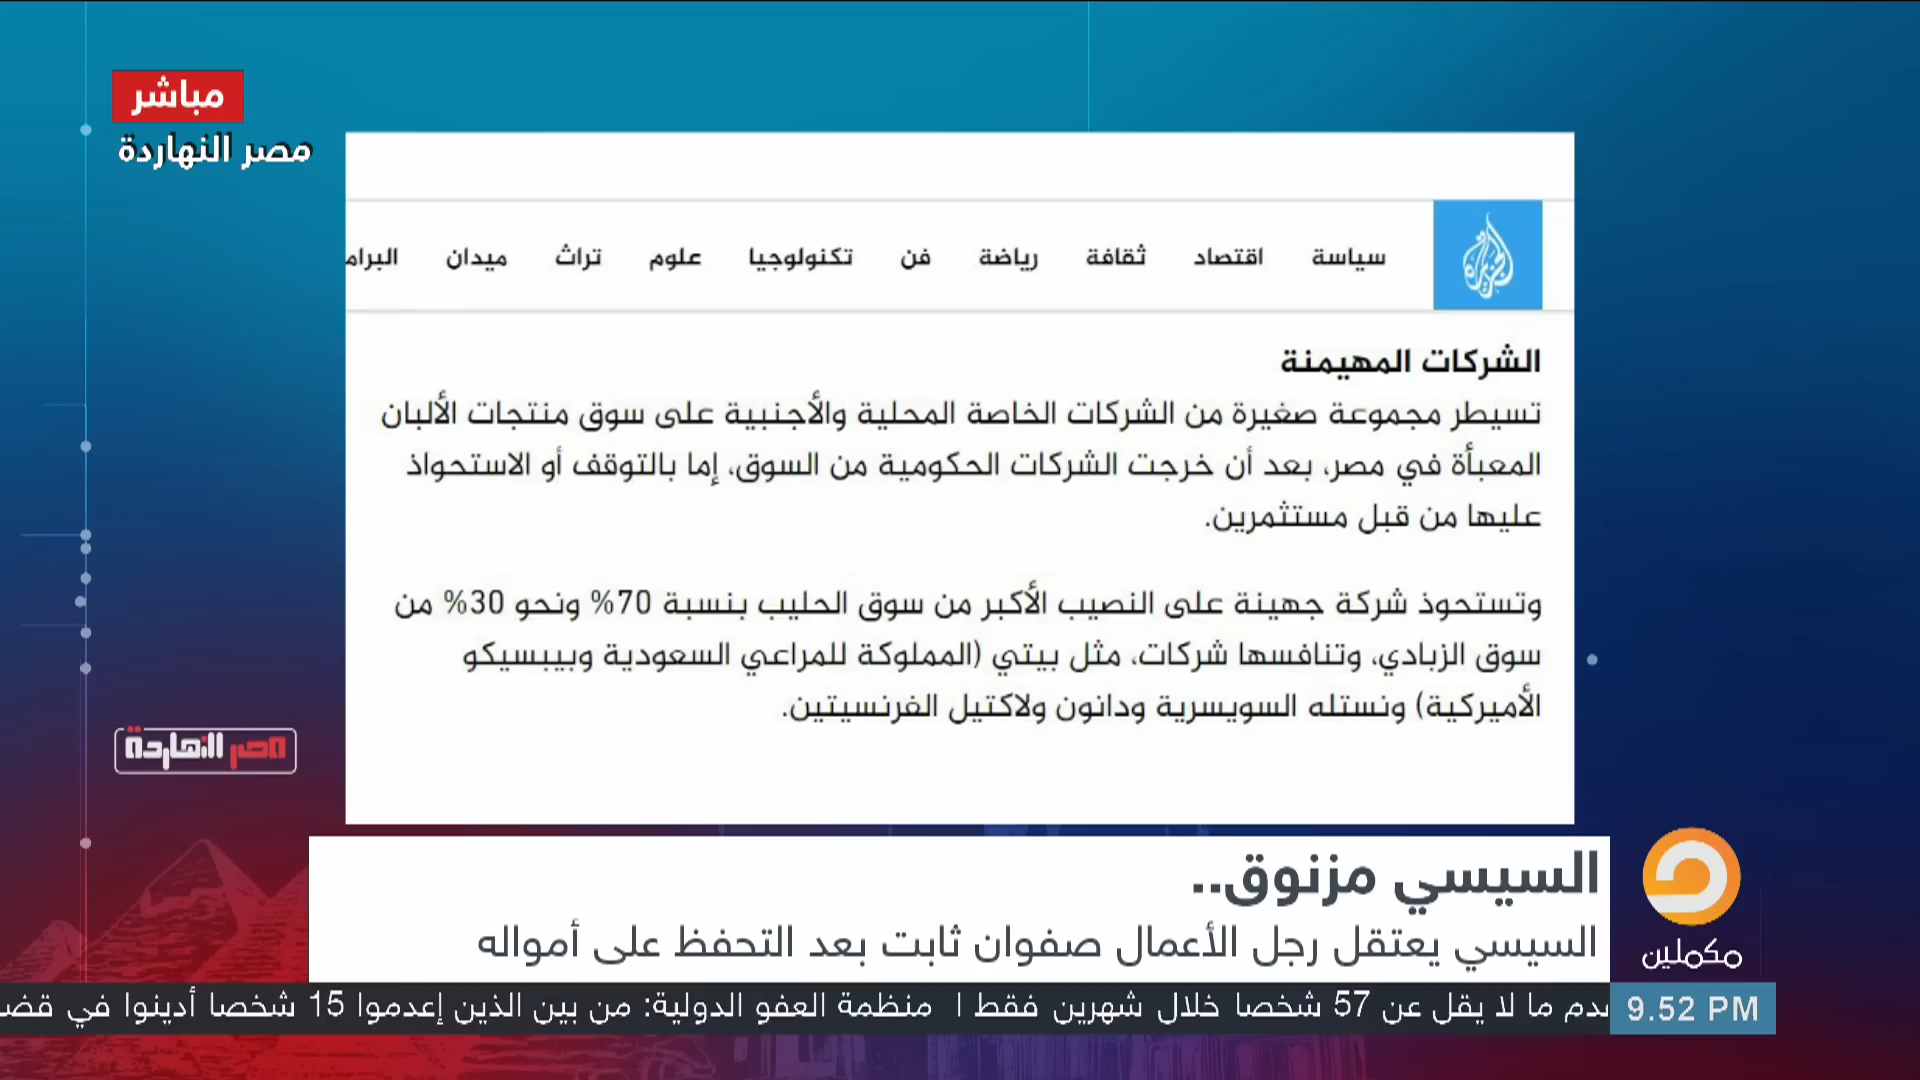 مباشر
مصر النهاردة
سياسة اقتصاد ثقافة رياضة فن تكنولوجيا علوم تراث ميدان
الجزيرة
الشركات المهيمنة
تسيطر مجموعة صغيرة من الشركات الخاصة المحلية والأجنبية على سوق منتجات الألبان
المعبأة في مصر، بعد أن خرجت الشركات الحكومية من السوق، إما بالتوقف أو الاستحواذ
عليها من قبل مستثمرين.
وتستحوذ شركة جهينة على النصيب الأكبر من سوق الحليب بنسبة 70% ونحو 30% من
سوق الزبادي، وتنافسها شركات، مثل بيتي (المملوكة للمراعي السعودية وبيبسيكو
الأميركية) ونستله السويسرية ودانون ولاكتيل الفرنسيتين.
مصر النهاردة
السيسي مزنوق..
السيسي يعتقل رجل الأعمال صفوان ثابت بعد التحفظ على أمواله
مكملين
ما لا يقل عن 57 شخصا خلال شهرين فقط ا منظمة العفو الدولية: من بين الذين إعدموا 15 شخصا أدينوا في
9.52 PM